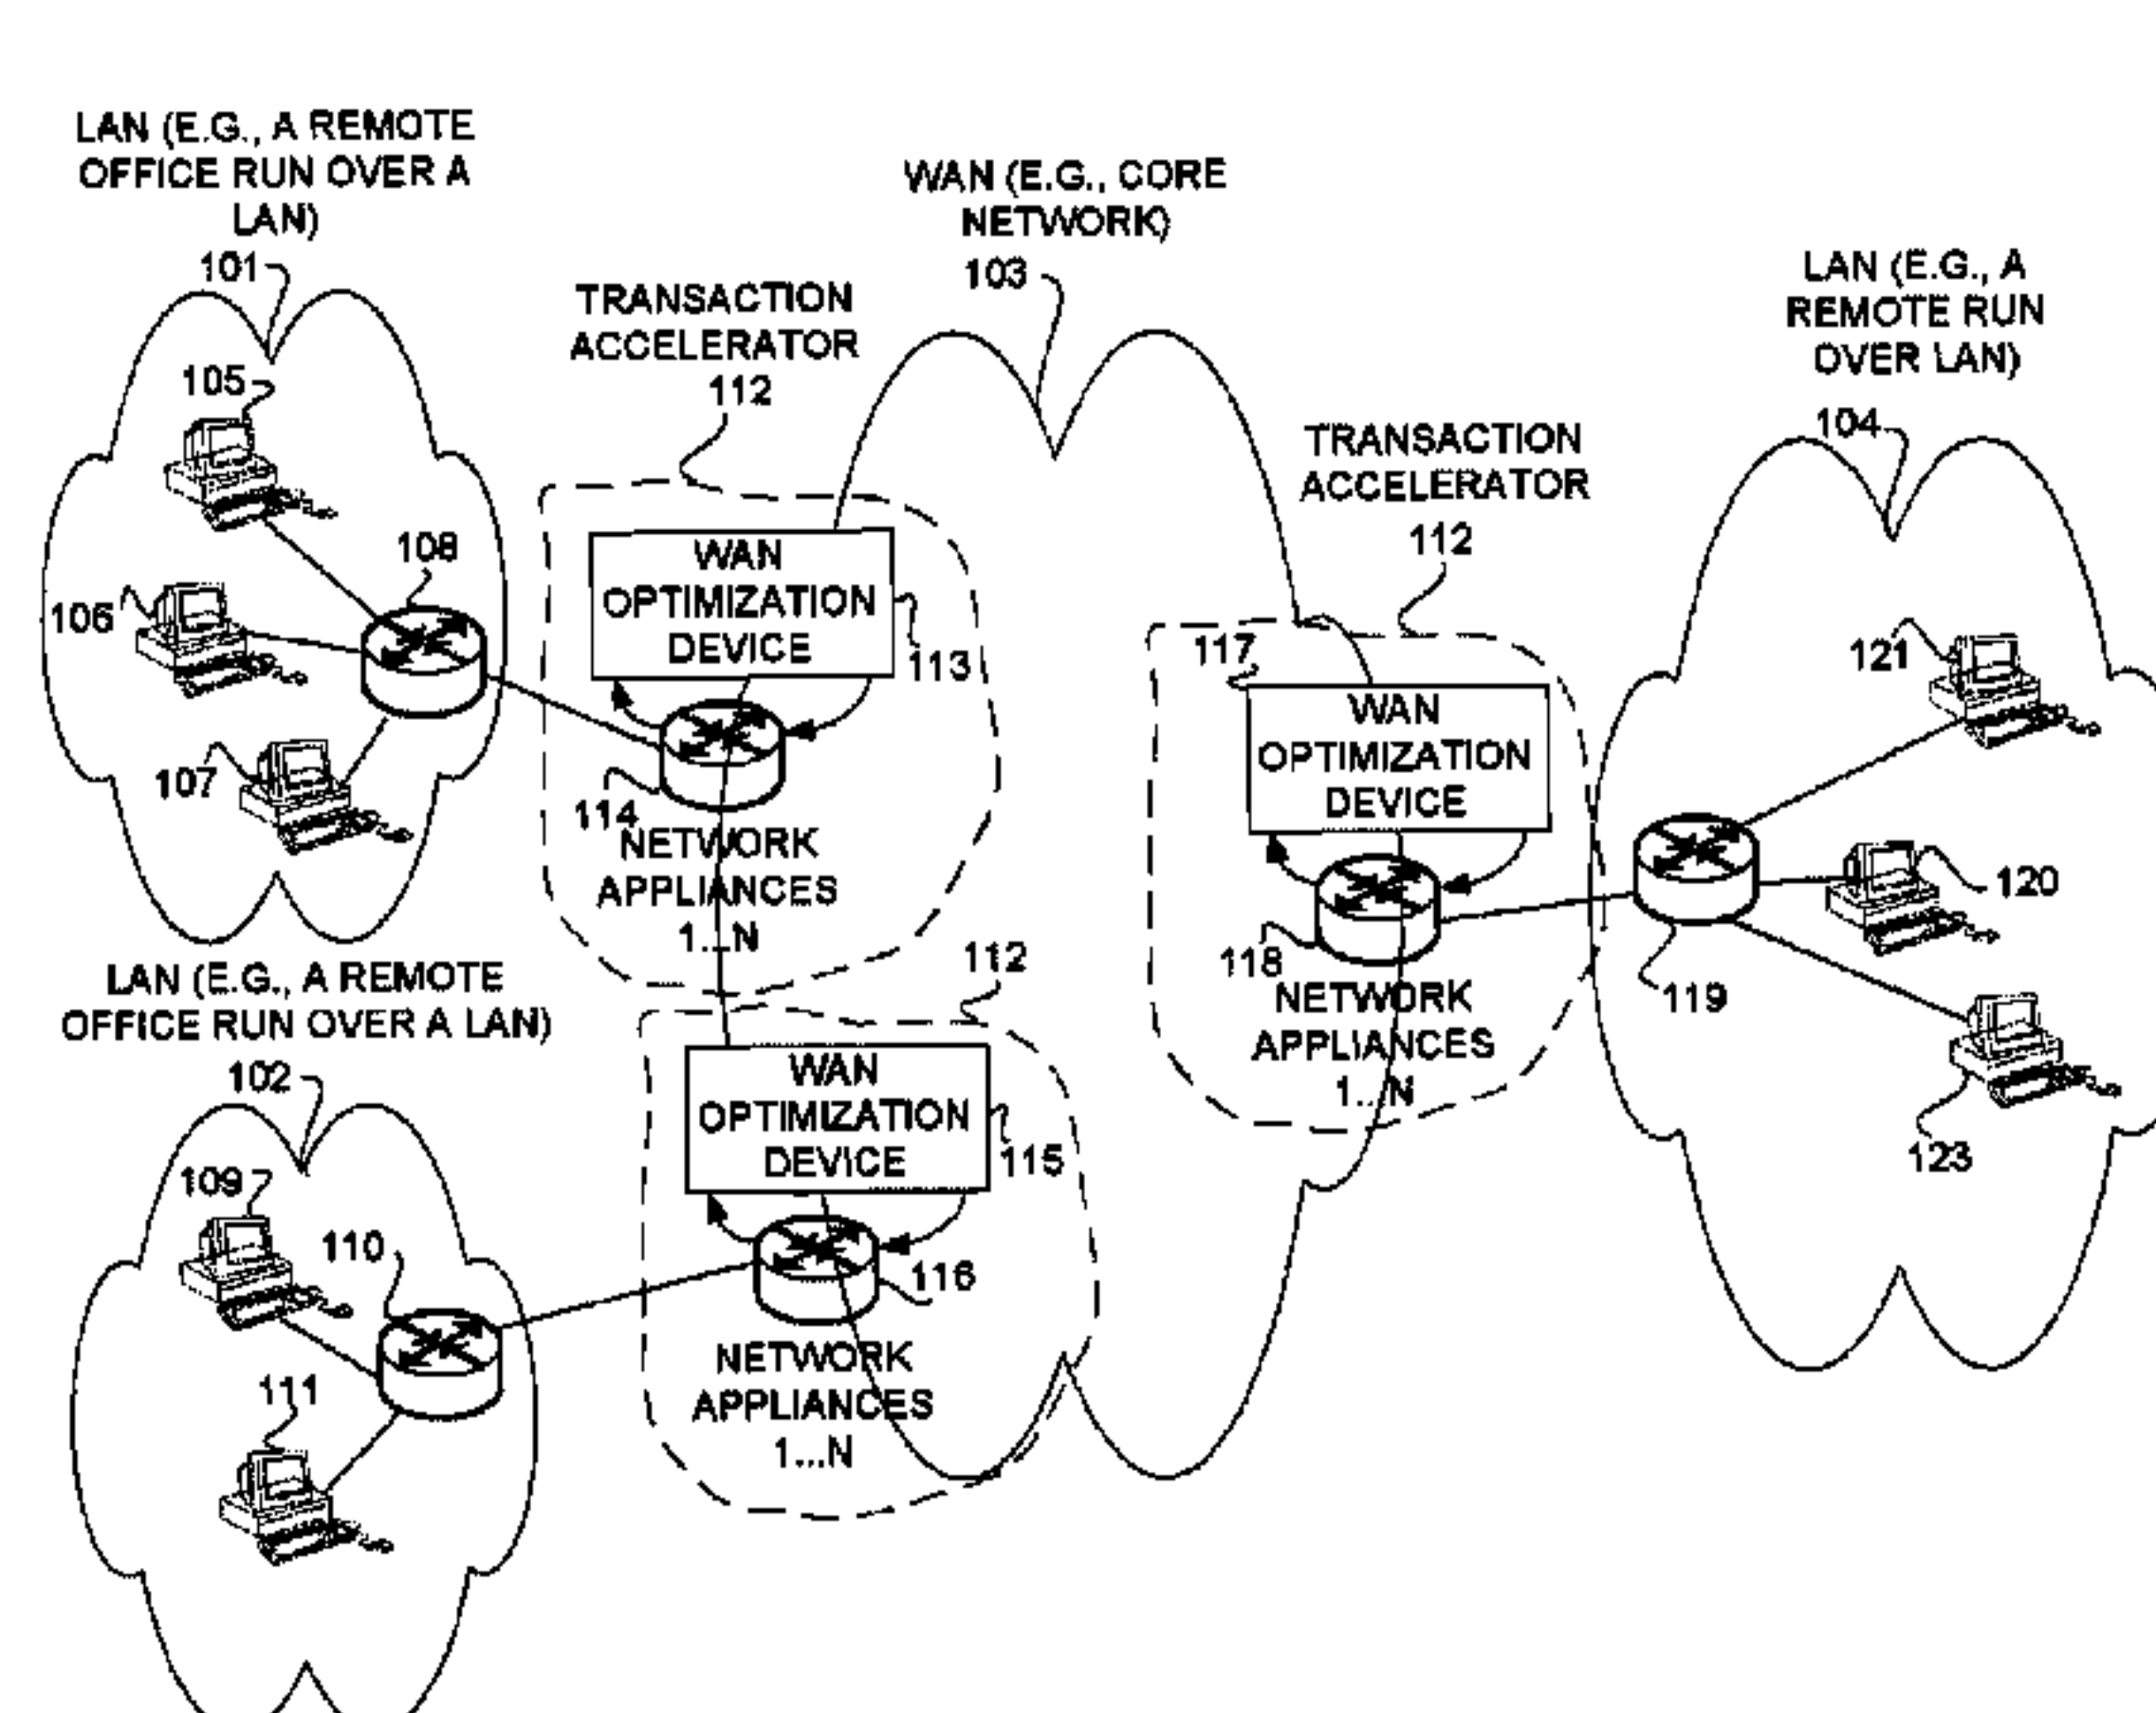 LAN (E.G., A REMOTE
OFFICE RUN OVER A
LAN)
101
WAN (E.G., CORE
NETWORK)
103
LAN (E.G., A
REMOTE RUN
OVER LAN)
104
TRANSACTION
ACCELERATOR
112
TRANSACTION
ACCELERATOR
112
105
106
107
108
WAN
OPTIMIZATION
DEVICE
113
114
NETWORK
APPLIANCES
1...N
117
WAN
OPTIMIZATION
DEVICE
118
NETWORK
APPLIANCES
1...N
121
120
119
123
LAN (E.G., A REMOTE
OFFICE RUN OVER A LAN)
102
112
WAN
OPTIMIZATION
DEVICE
115
116
NETWORK
APPLIANCES
1...N
109
110
111